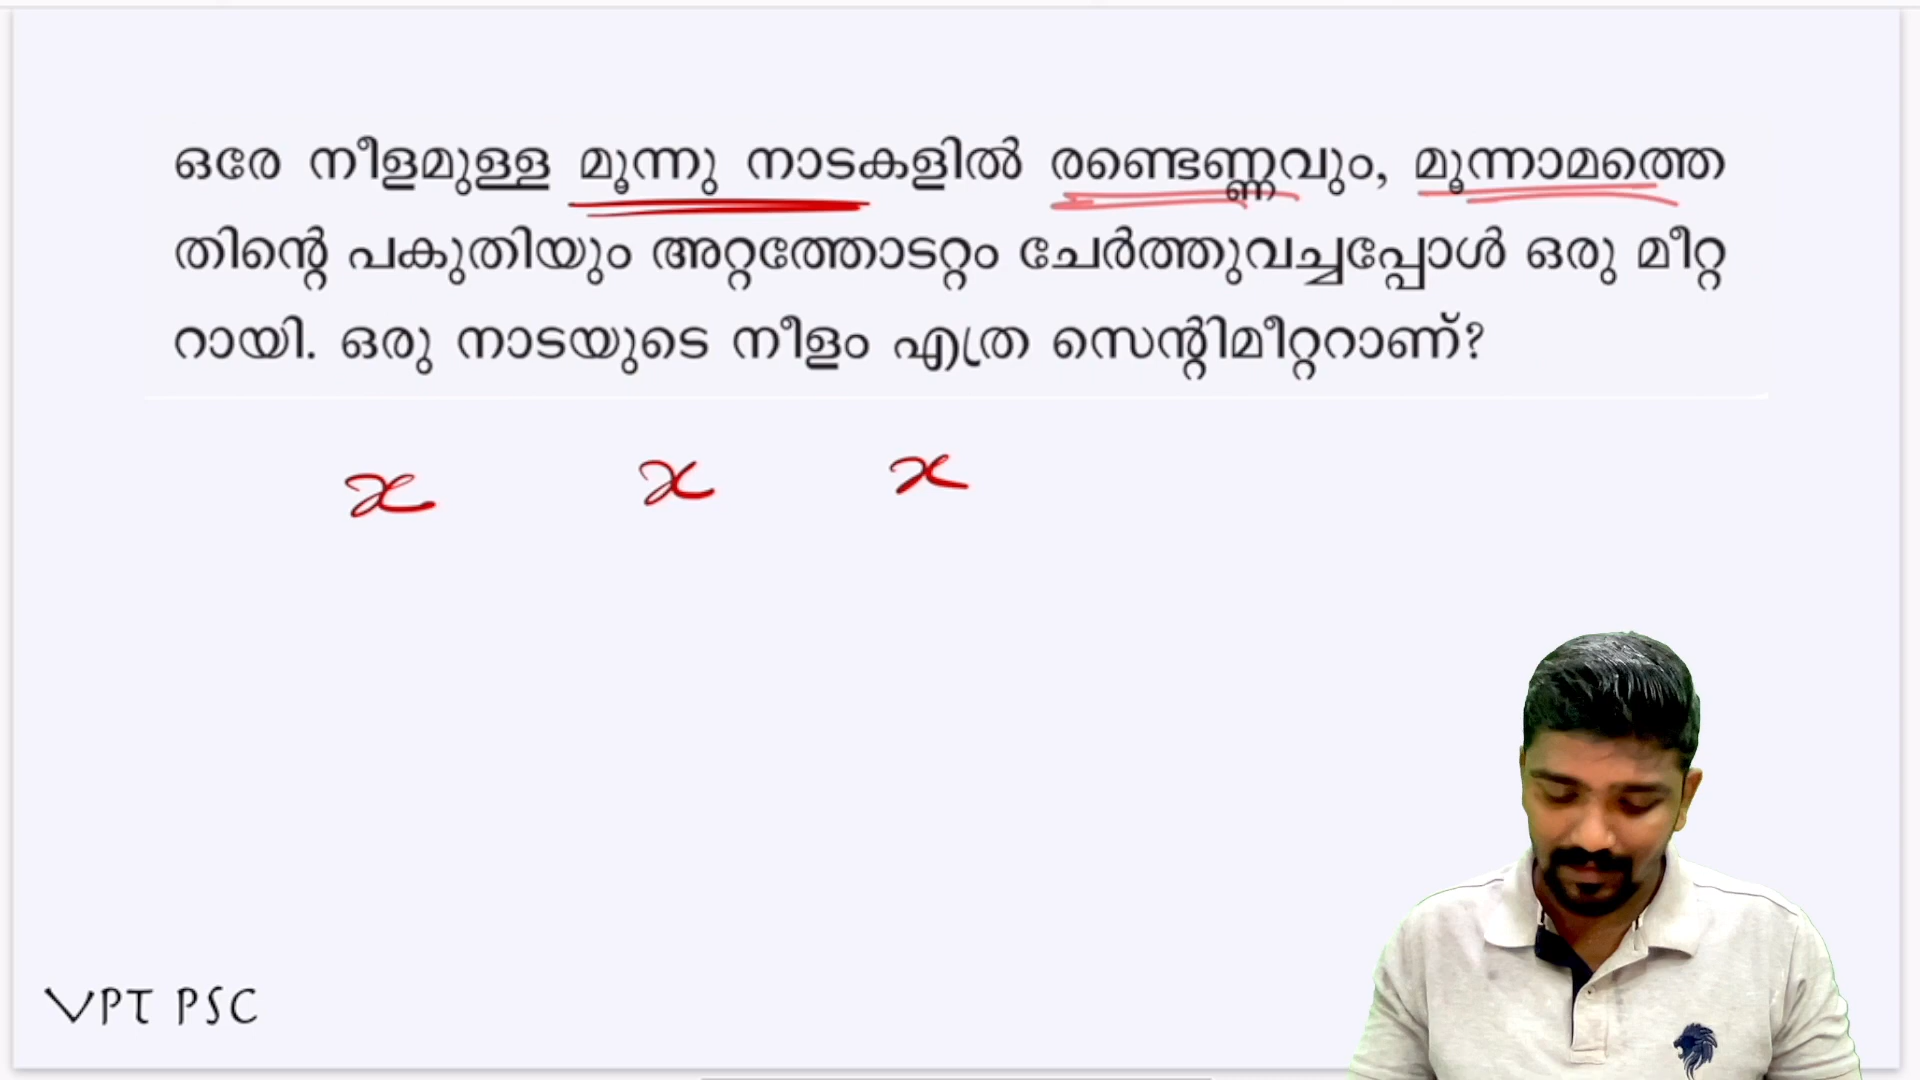 ഒരേ നീളമുള്ള മൂന്നു നാടകളിൽ രണ്ടെണ്ണവും, മൂന്നാമത്തെ
തിന്റെ പകുതിയും അറ്റത്തോടറ്റം ചേർത്തുവച്ചപ്പോൾ ഒരു മീറ്റ
റായി. ഒരു നാടയുടെ നീളം എത്ര സെന്റിമീറ്ററാണ്?
x x x
VPT PSC